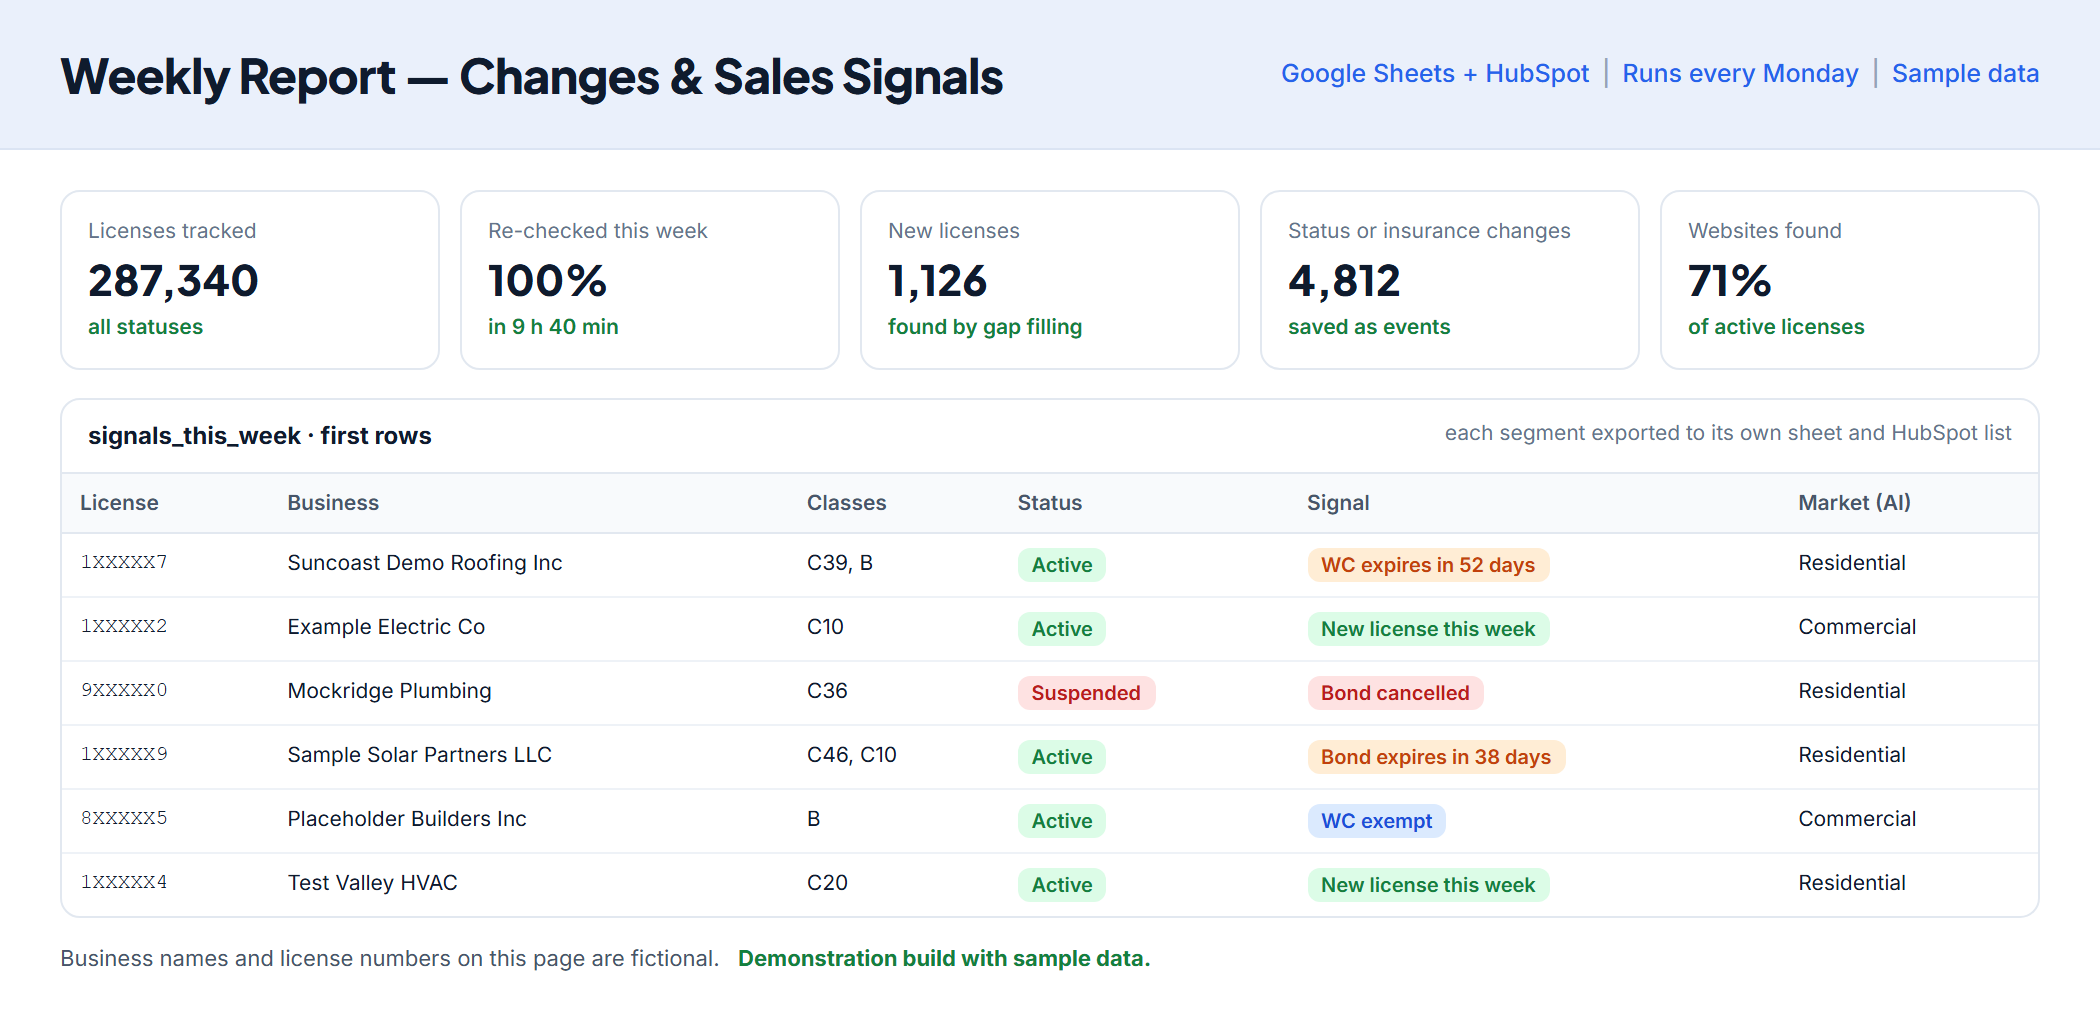 Weekly Report — Changes & Sales Signals
Google Sheets + HubSpot | Runs every Monday | Sample data
Licenses tracked
287,340
all statuses
Re-checked this week
100%
in 9 h 40 min
New licenses
1,126
found by gap filling
Status or insurance changes
4,812
saved as events
Websites found
71%
of active licenses
signals_this_week · first rows
each segment exported to its own sheet and HubSpot list
License Business Classes Status Signal Market (AI)
1XXXXX7 Suncoast Demo Roofing Inc C39, B Active WC expires in 52 days Residential
1XXXXX2 Example Electric Co C10 Active New license this week Commercial
9XXXXX0 Mockridge Plumbing C36 Suspended Bond cancelled Residential
1XXXXX9 Sample Solar Partners LLC C46, C10 Active Bond expires in 38 days Residential
8XXXXX5 Placeholder Builders Inc B Active WC exempt Commercial
1XXXXX4 Test Valley HVAC C20 Active New license this week Residential
Business names and license numbers on this page are fictional. Demonstration build with sample data.